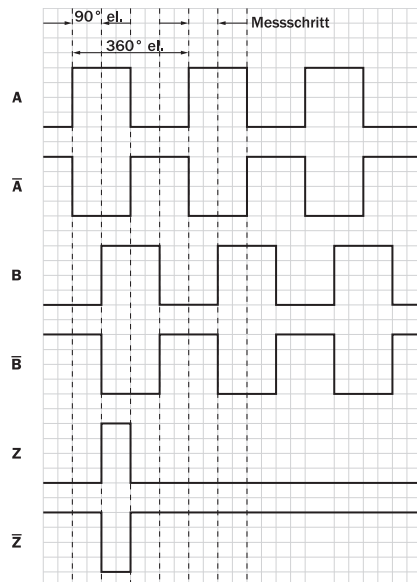 90° el.
Messschritt
360° el.
A
A̅
B
B̅
Z
Z̅